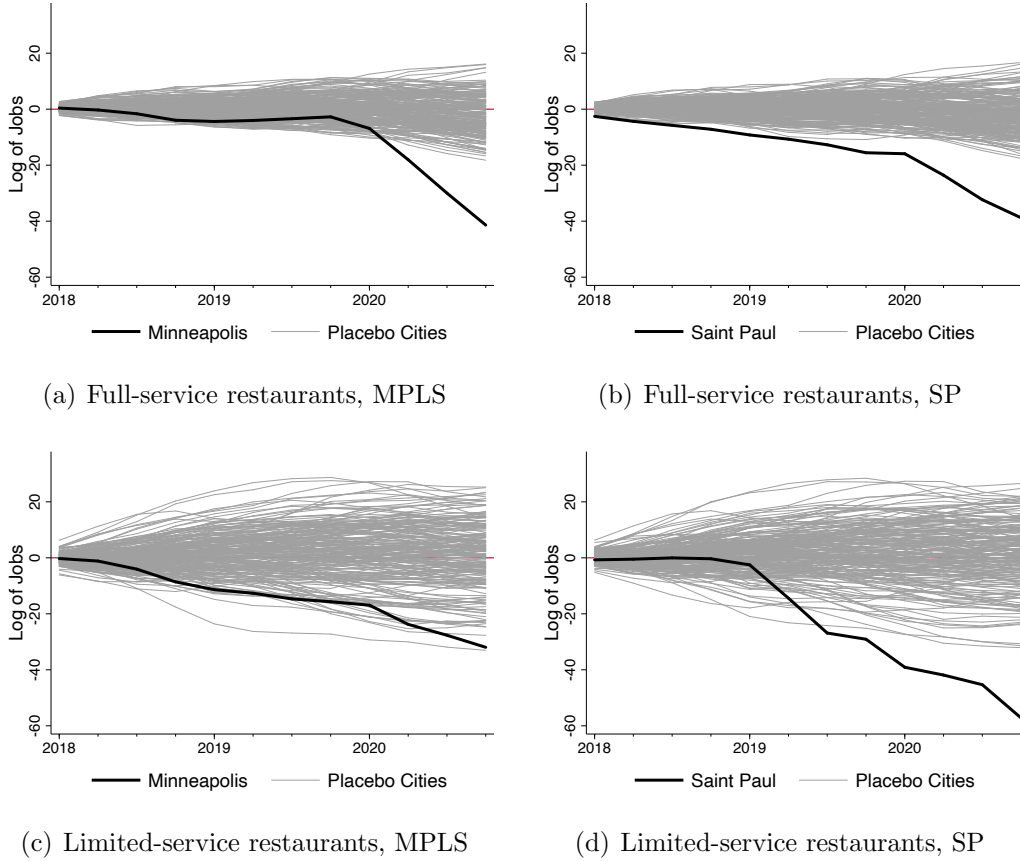 Log of Jobs
20
0
-20
-40
-60
2018
2019
2020
Minneapolis
Placebo Cities
(a) Full-service restaurants, MPLS
Log of Jobs
20
0
-20
-40
-60
2018
2019
2020
Saint Paul
Placebo Cities
(b) Full-service restaurants, SP
Log of Jobs
20
0
-20
-40
-60
2018
2019
2020
Minneapolis
Placebo Cities
(c) Limited-service restaurants, MPLS
Log of Jobs
20
0
-20
-40
-60
2018
2019
2020
Saint Paul
Placebo Cities
(d) Limited-service restaurants, SP